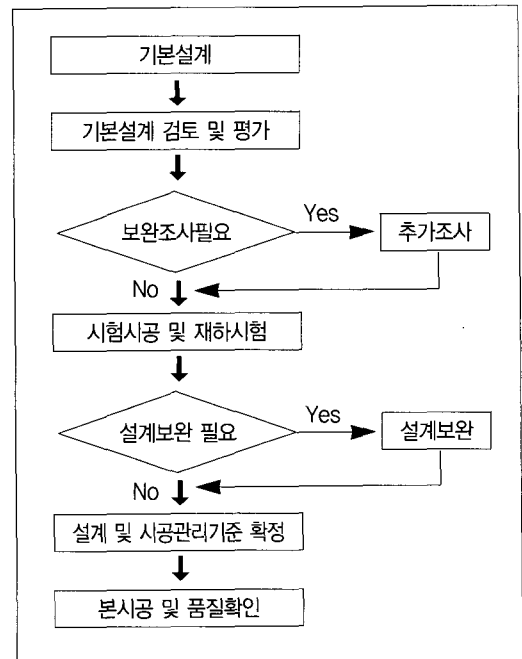 기본설계
기본설계 검토 및 평가
보완조사필요
Yes
추가조사
No
시험시공 및 재하시험
설계보완 필요
Yes
설계보완
No
설계 및 시공관리기준 확정
본시공 및 품질확인